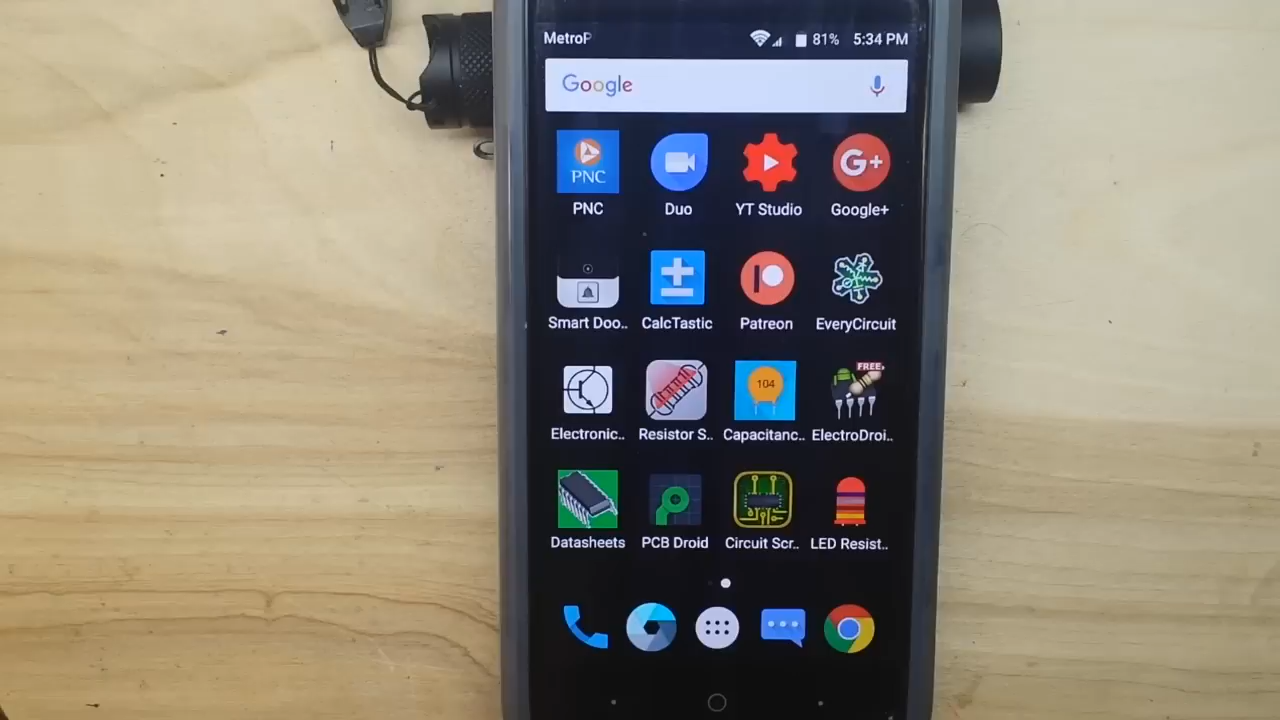 MetroP 81% 5:34 PM
Google
PNC G+
PNC Duo YT Studio Google+
Smart Doo.. CalcTastic Patreon EveryCircuit
104 FREE
Electronic.. Resistor S.. Capacitanc.. ElectroDroi..
Datasheets PCB Droid Circuit Scr.. LED Resist..